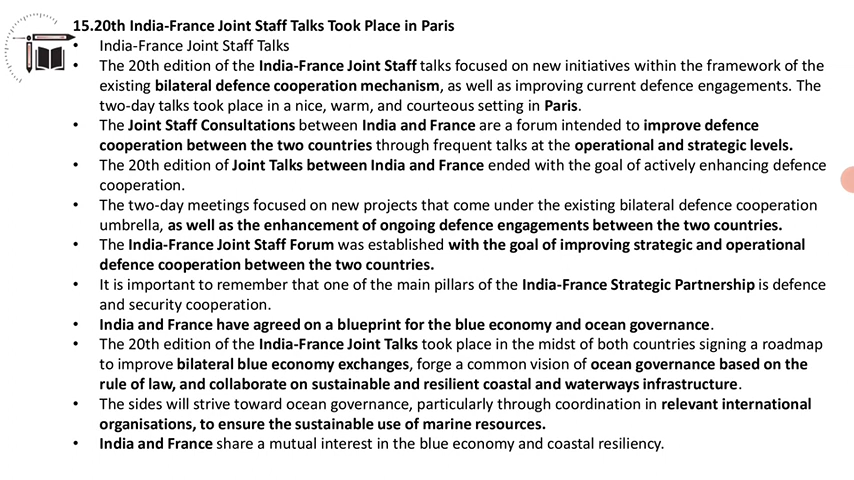 15.20th India-France Joint Staff Talks Took Place in Paris
• India-France Joint Staff Talks
• The 20th edition of the India-France Joint Staff talks focused on new initiatives within the framework of the
existing bilateral defence cooperation mechanism, as well as improving current defence engagements. The
two-day talks took place in a nice, warm, and courteous setting in Paris.
• The Joint Staff Consultations between India and France are a forum intended to improve defence
cooperation between the two countries through frequent talks at the operational and strategic levels.
• The 20th edition of Joint Talks between India and France ended with the goal of actively enhancing defence
cooperation.
• The two-day meetings focused on new projects that come under the existing bilateral defence cooperation
umbrella, as well as the enhancement of ongoing defence engagements between the two countries.
• The India-France Joint Staff Forum was established with the goal of improving strategic and operational
defence cooperation between the two countries.
• It is important to remember that one of the main pillars of the India-France Strategic Partnership is defence
and security cooperation.
• India and France have agreed on a blueprint for the blue economy and ocean governance.
• The 20th edition of the India-France Joint Talks took place in the midst of both countries signing a roadmap
to improve bilateral blue economy exchanges, forge a common vision of ocean governance based on the
rule of law, and collaborate on sustainable and resilient coastal and waterways infrastructure.
• The sides will strive toward ocean governance, particularly through coordination in relevant international
organisations, to ensure the sustainable use of marine resources.
• India and France share a mutual interest in the blue economy and coastal resiliency.